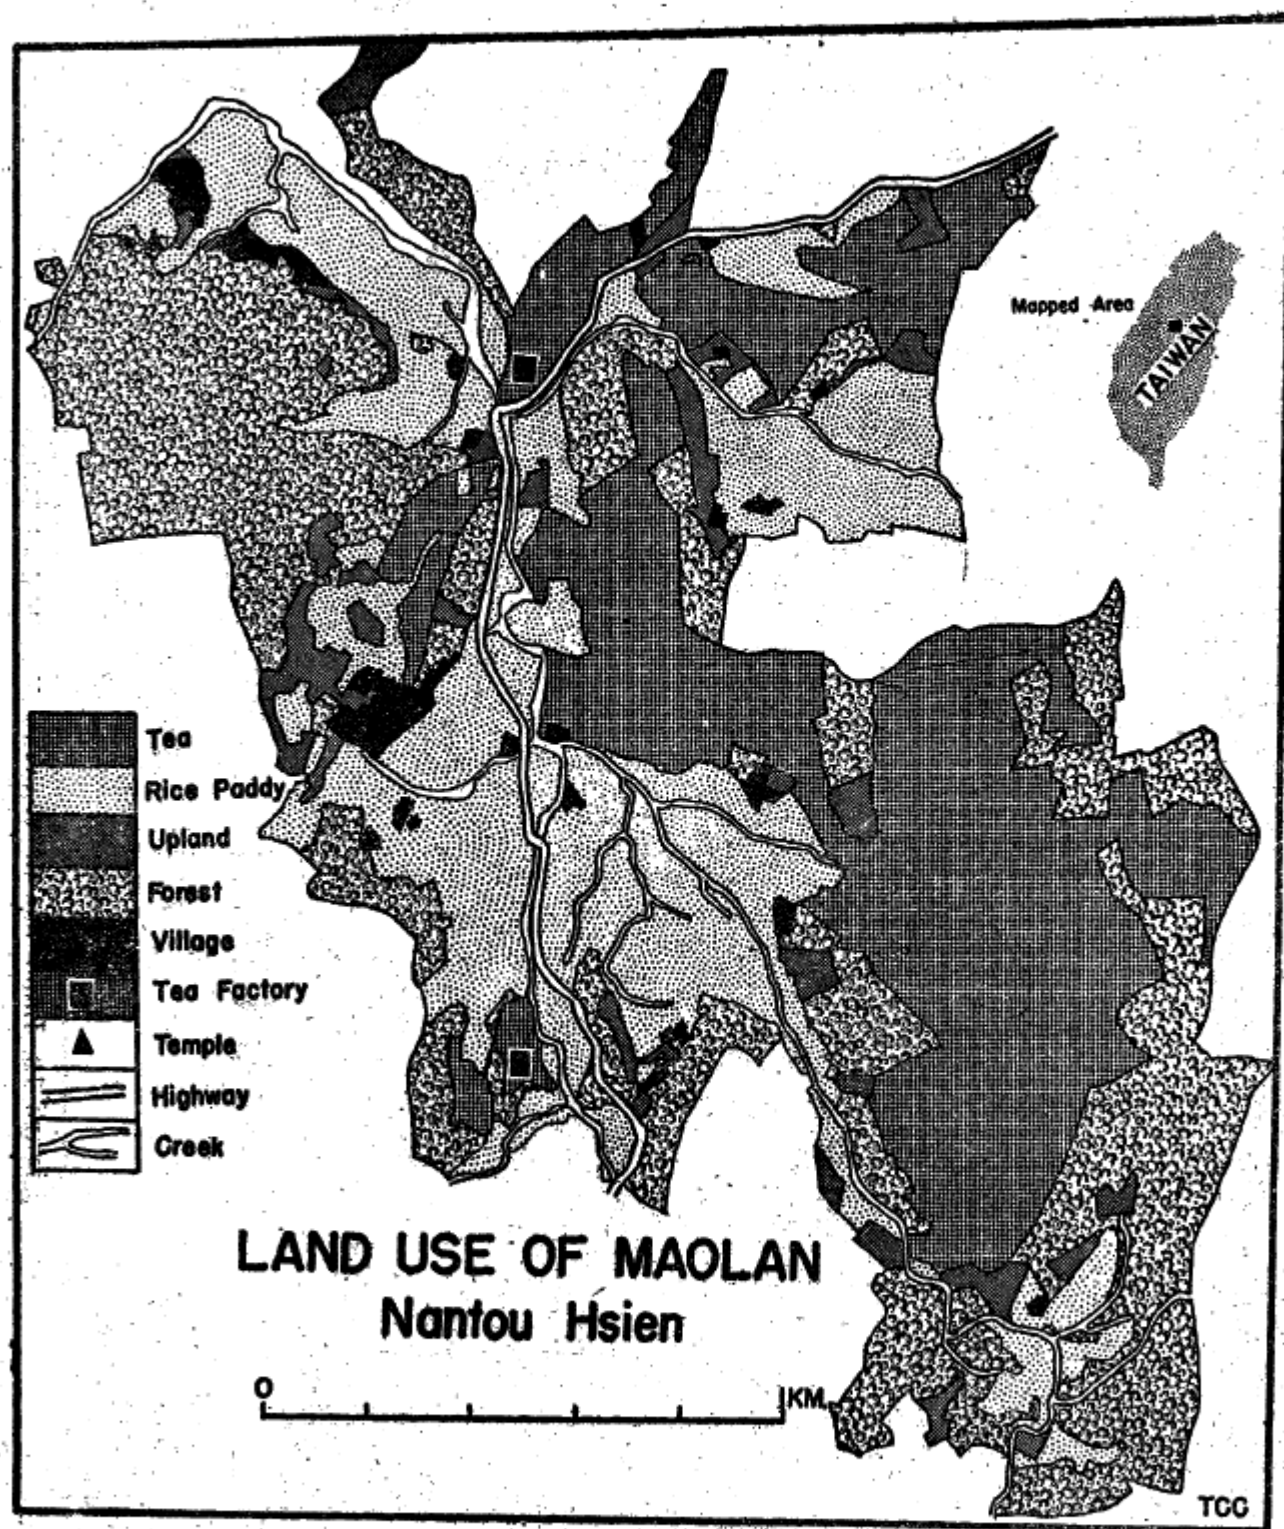 Mapped Area
TAIWAN
Tea
Rice Paddy
Upland
Forest
Village
Tea Factory
Temple
Highway
Creek
LAND USE OF MAOLAN
Nantou Hsien
0
KM.
TCC